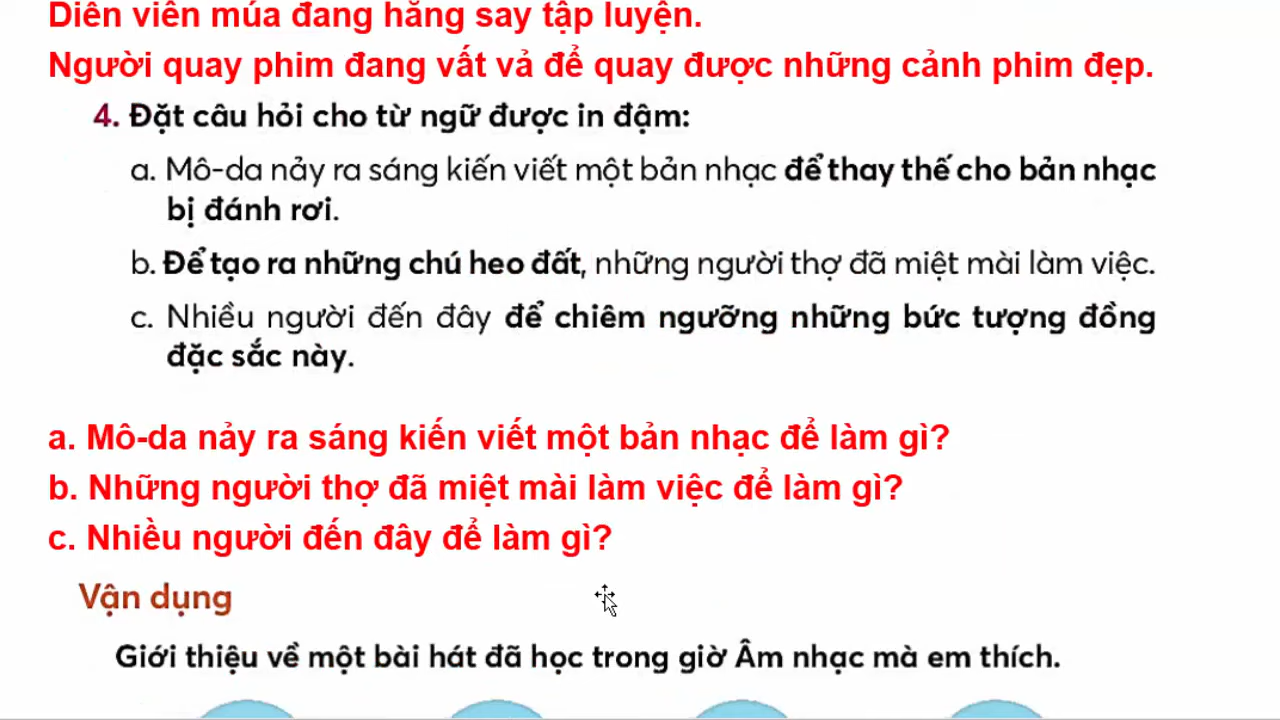 Diễn viên múa đang hăng say tập luyện.
Người quay phim đang vất vả để quay được những cảnh phim đẹp.
4. Đặt câu hỏi cho từ ngữ được in đậm:
a. Mô-da nảy ra sáng kiến viết một bản nhạc để thay thế cho bản nhạc
bị đánh rơi.
b. Để tạo ra những chú heo đất, những người thợ đã miệt mài làm việc.
c. Nhiều người đến đây để chiêm ngưỡng những bức tượng đồng
đặc sắc này.
a. Mô-da nảy ra sáng kiến viết một bản nhạc để làm gì?
b. Những người thợ đã miệt mài làm việc để làm gì?
c. Nhiều người đến đây để làm gì?
Vận dụng
Giới thiệu về một bài hát đã học trong giờ Âm nhạc mà em thích.